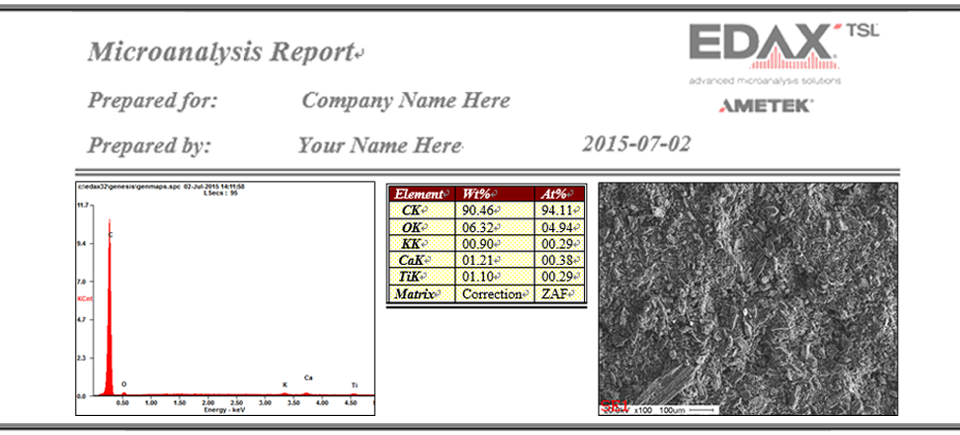 Microanalysis Report
EDAX TSL
advanced microanalysis solutions
AMETEK
Prepared for: Company Name Here
Prepared by: Your Name Here 2015-07-02
c:\edax32\genesis\genmaps.spc 02-Jul-2015 14:11:58
LSecs : 95
11.7
9.4
7.0
KCnt
4.7
2.3
0.0
C
O
K
Ca
Ti
0.50 1.00 1.50 2.00 2.50 3.00 3.50 4.00 4.50
Energy - keV
Element Wt% At%
CK 90.46 94.11
OK 06.32 04.94
KK 00.90 00.29
CaK 01.21 00.38
TiK 01.10 00.29
Matrix Correction ZAF
x100 100um